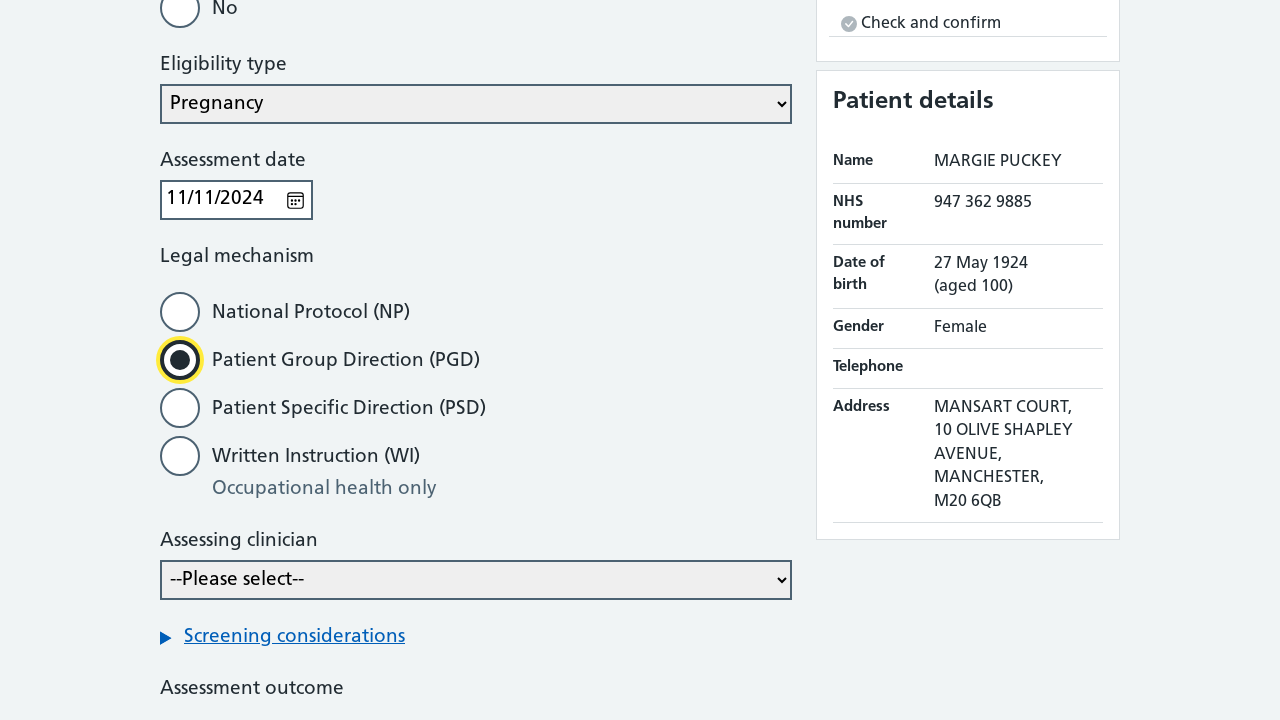 No
Eligibility type
Pregnancy
Assessment date
11/11/2024
Legal mechanism
National Protocol (NP)
Patient Group Direction (PGD)
Patient Specific Direction (PSD)
Written Instruction (WI)
Occupational health only
Assessing clinician
--Please select--
Screening considerations
Assessment outcome
Check and confirm
Patient details
Name MARGIE PUCKEY
NHS number 947 362 9885
Date of birth 27 May 1924
(aged 100)
Gender Female
Telephone
Address MANSART COURT,
10 OLIVE SHAPLEY
AVENUE,
MANCHESTER,
M20 6QB